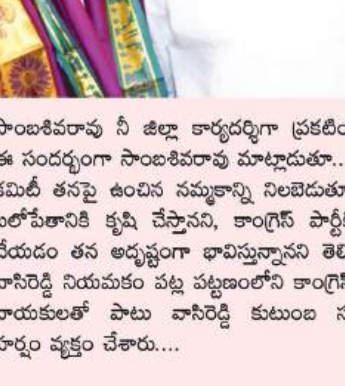 సాంబశివరావు నీ జిల్లా కార్యదర్శిగా ప్రకటిం
ఈ సందర్భంగా సాంబశివరావు మాట్లాడుతూ..
కమిటీ తనపై ఉంచిన నమ్మకాన్ని నిలబెడుతూ
బలోపేతానికి కృషి చేస్తానని, కాంగ్రెస్ పార్టీకి
చేయడం తన అదృష్టంగా భావిస్తున్నానని తెలి
వాసిరెడ్డి నియమకం పట్ల పట్టణంలోని కాంగ్రెస్
నాయకులతో పాటు వాసిరెడ్డి కుటుంబ స
హర్షం వ్యక్తం చేశారు....